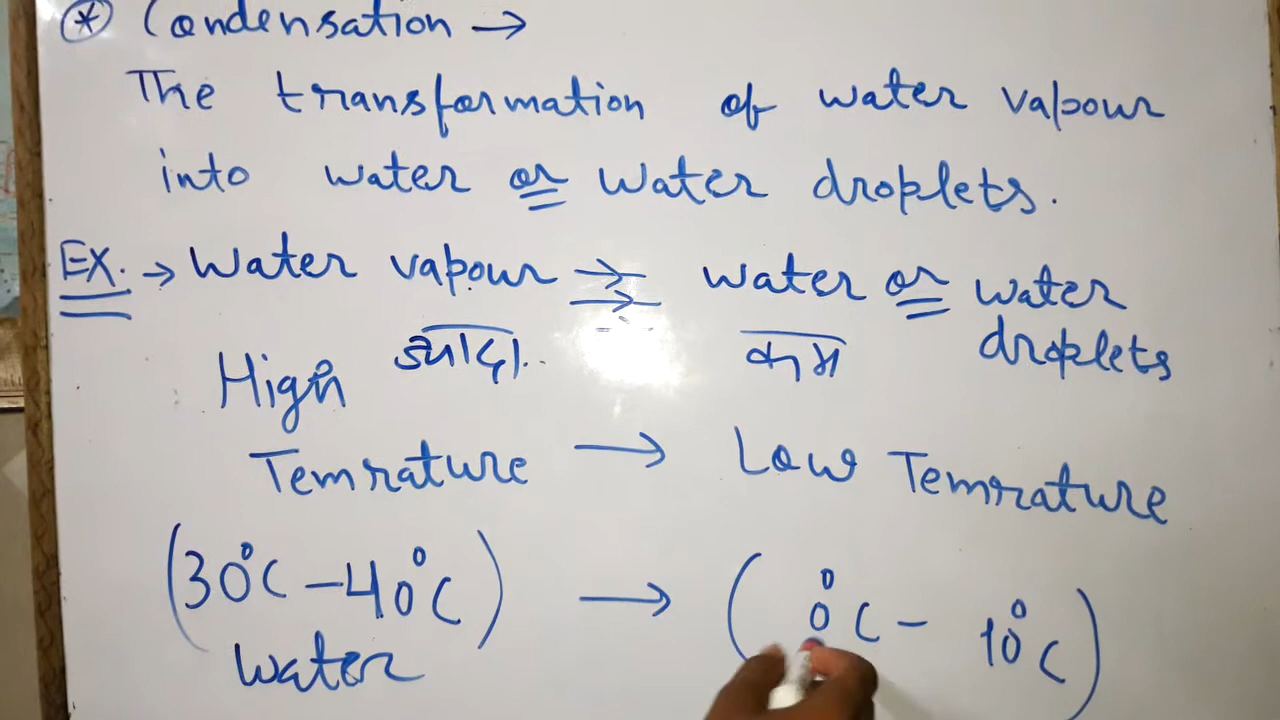 * Condensation →
The transformation of water vapour
into water or water droplets.
EX. → Water vapour →→ water or water
droplets
ज्यादा.. कम
High
Temrature → Low Temrature
(30°C – 40°C) → (0°C – 10°C)
water